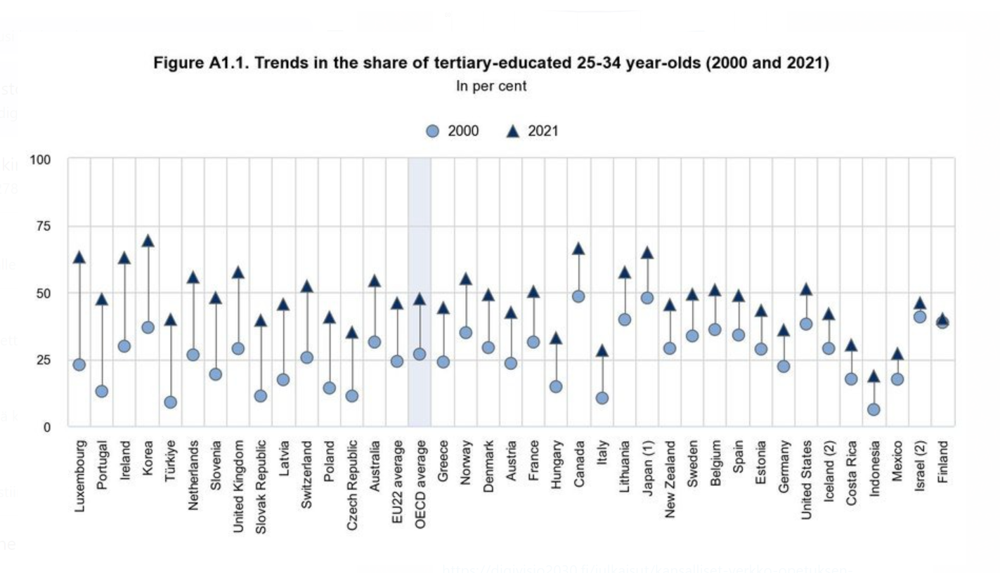 Figure A1.1. Trends in the share of tertiary-educated 25-34 year-olds (2000 and 2021)
In per cent
2000 2021
100
75
50
25
0
Luxembourg
Portugal
Ireland
Korea
Türkiye
Netherlands
Slovenia
United Kingdom
Slovak Republic
Latvia
Switzerland
Poland
Czech Republic
Australia
EU22 average
OECD average
Greece
Norway
Denmark
Austria
France
Hungary
Canada
Italy
Lithuania
Japan (1)
New Zealand
Sweden
Belgium
Spain
Estonia
Germany
United States
Iceland (2)
Costa Rica
Indonesia
Mexico
Israel (2)
Finland